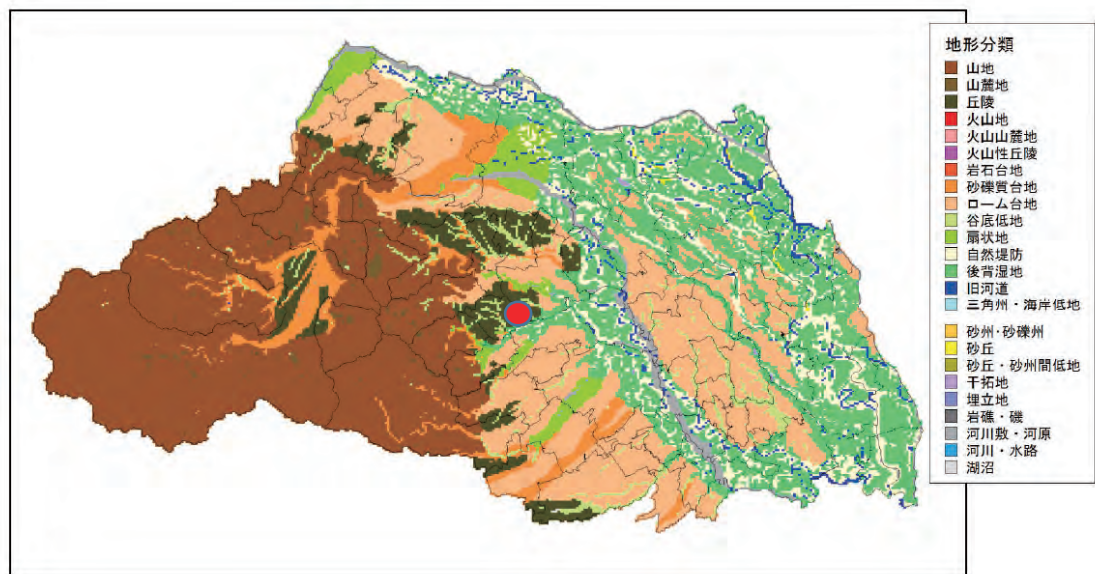 地形分類
山地
山麓地
丘陵
火山地
火山山麓地
火山性丘陵
岩石台地
砂礫質台地
ローム台地
谷底低地
扇状地
自然堤防
後背湿地
旧河道
三角州・海岸低地
砂州・砂礫州
砂丘
砂丘・砂州間低地
干拓地
埋立地
岩礁・磯
河川敷・河原
河川・水路
湖沼